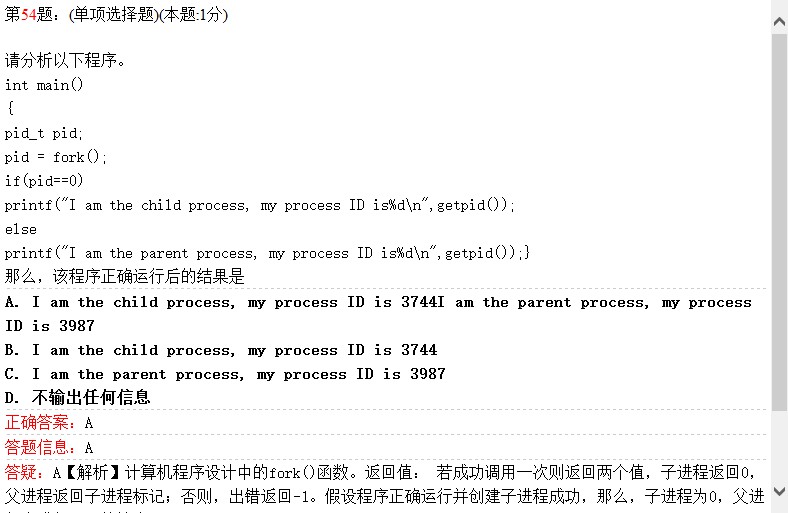 第54题：(单项选择题)(本题:1分)
请分析以下程序。
int main()
{
pid_t pid;
pid = fork();
if(pid==0)
printf("I am the child process, my process ID is%d\n",getpid());
else
printf("I am the parent process, my process ID is%d\n",getpid());}
那么，该程序正确运行后的结果是
A. I am the child process, my process ID is 3744I am the parent process, my process
ID is 3987
B. I am the child process, my process ID is 3744
C. I am the parent process, my process ID is 3987
D. 不输出任何信息
正确答案：A
答题信息：A
答疑：A【解析】计算机程序设计中的fork()函数。返回值： 若成功调用一次则返回两个值，子进程返回0，
父进程返回子进程标记；否则，出错返回-1。假设程序正确运行并创建子进程成功，那么，子进程为0，父进